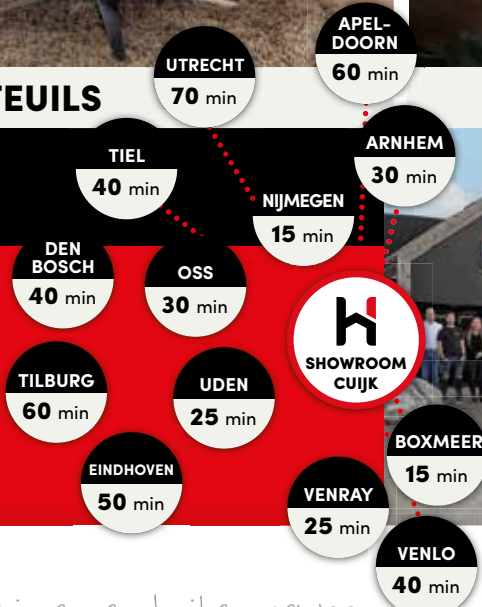 APEL-
DOORN
60 min
UTRECHT
70 min
TEUILS
ARNHEM
30 min
TIEL
40 min
NIJMEGEN
15 min
DEN
BOSCH
40 min
OSS
30 min
SHOWROOM
CUIJK
TILBURG
60 min
UDEN
25 min
BOXMEER
15 min
EINDHOVEN
50 min
VENRAY
25 min
VENLO
40 min